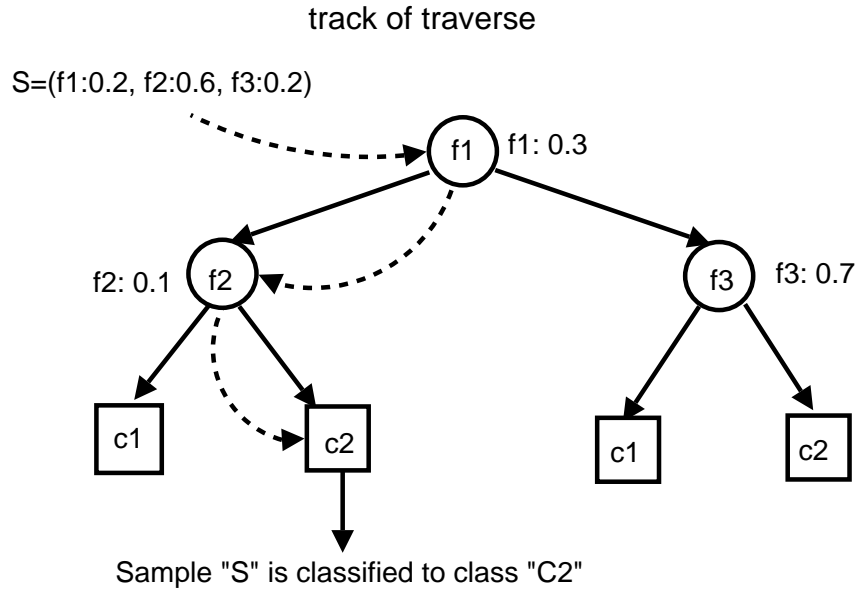 track of traverse
S=(f1:0.2, f2:0.6, f3:0.2)
f1
f1: 0.3
f2: 0.1
f2
f3
f3: 0.7
c1
c2
c1
c2
Sample "S" is classified to class "C2"